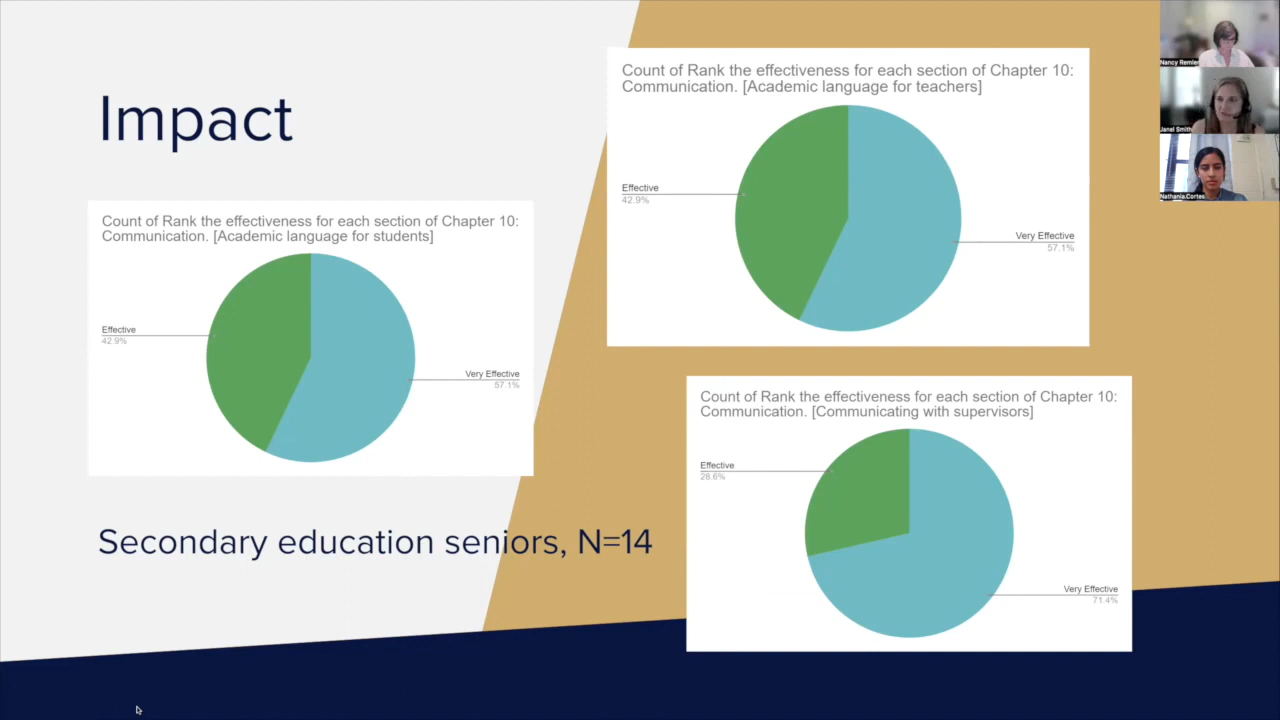 Impact
Count of Rank the effectiveness for each section of Chapter 10:
Communication. [Academic language for students]
Effective
42.9%
Very Effective
57.1%
Secondary education seniors, N=14
Count of Rank the effectiveness for each section of Chapter 10:
Communication. [Academic language for teachers]
Effective
42.9%
Very Effective
57.1%
Count of Rank the effectiveness for each section of Chapter 10:
Communication. [Communicating with supervisors]
Effective
28.6%
Very Effective
71.4%
Nancy Remler
Janel Smith
Nathania.Cortes